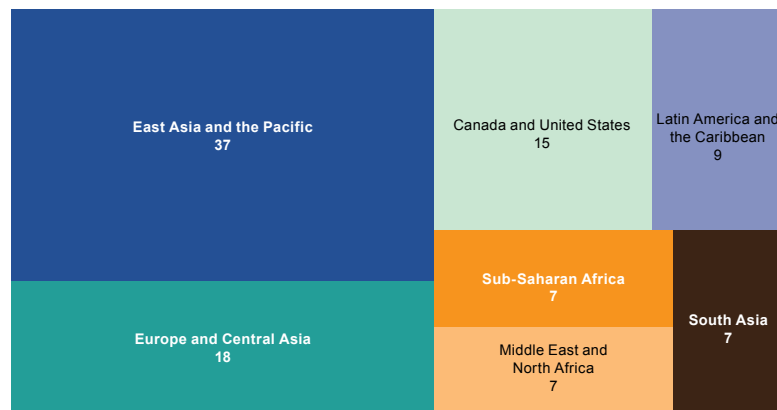 East Asia and the Pacific
37
Europe and Central Asia
18
Canada and United States
15
Latin America and
the Caribbean
9
Sub-Saharan Africa
7
Middle East and
North Africa
7
South Asia
7